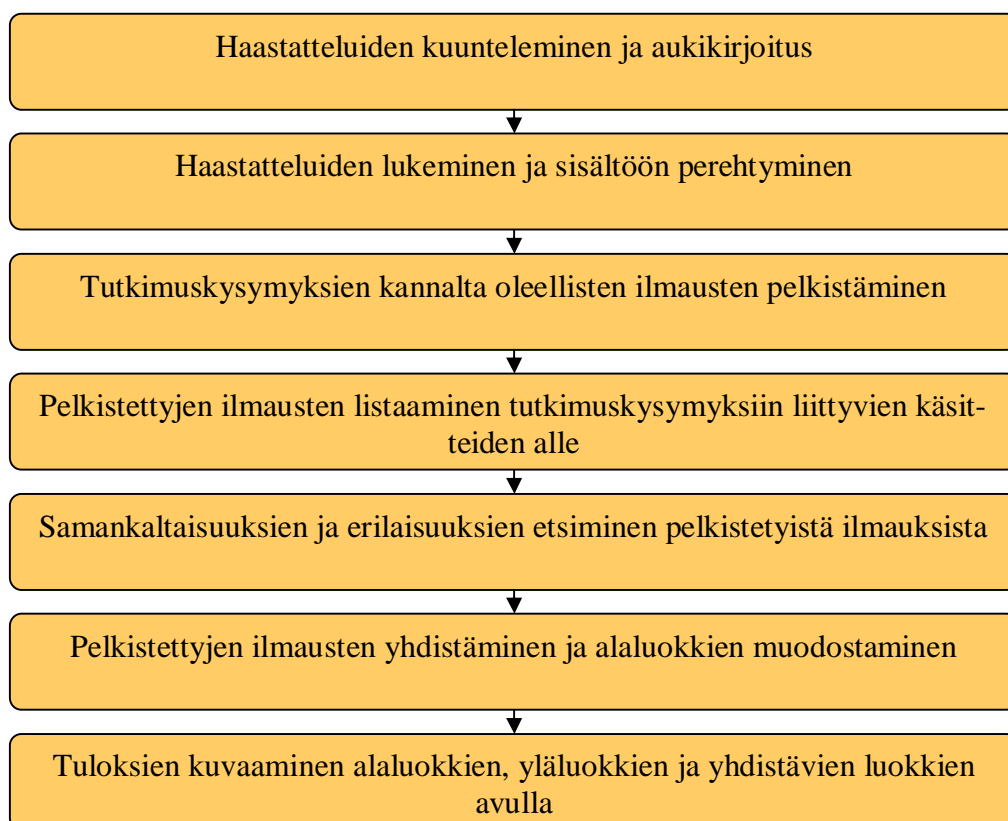 Haastatteluiden kuunteleminen ja aukikirjoitus
Haastatteluiden lukeminen ja sisältöön perehtyminen
Tutkimuskysymyksien kannalta oleellisten ilmausten pelkistäminen
Pelkistettyjen ilmausten listaaminen tutkimuskysymyksiin liittyvien käsit-
teiden alle
Samankaltaisuuksien ja erilaisuuksien etsiminen pelkistetyistä ilmauksista
Pelkistettyjen ilmausten yhdistäminen ja alaluokkien muodostaminen
Tuloksien kuvaaminen alaluokkien, yläluokkien ja yhdistävien luokkien
avulla